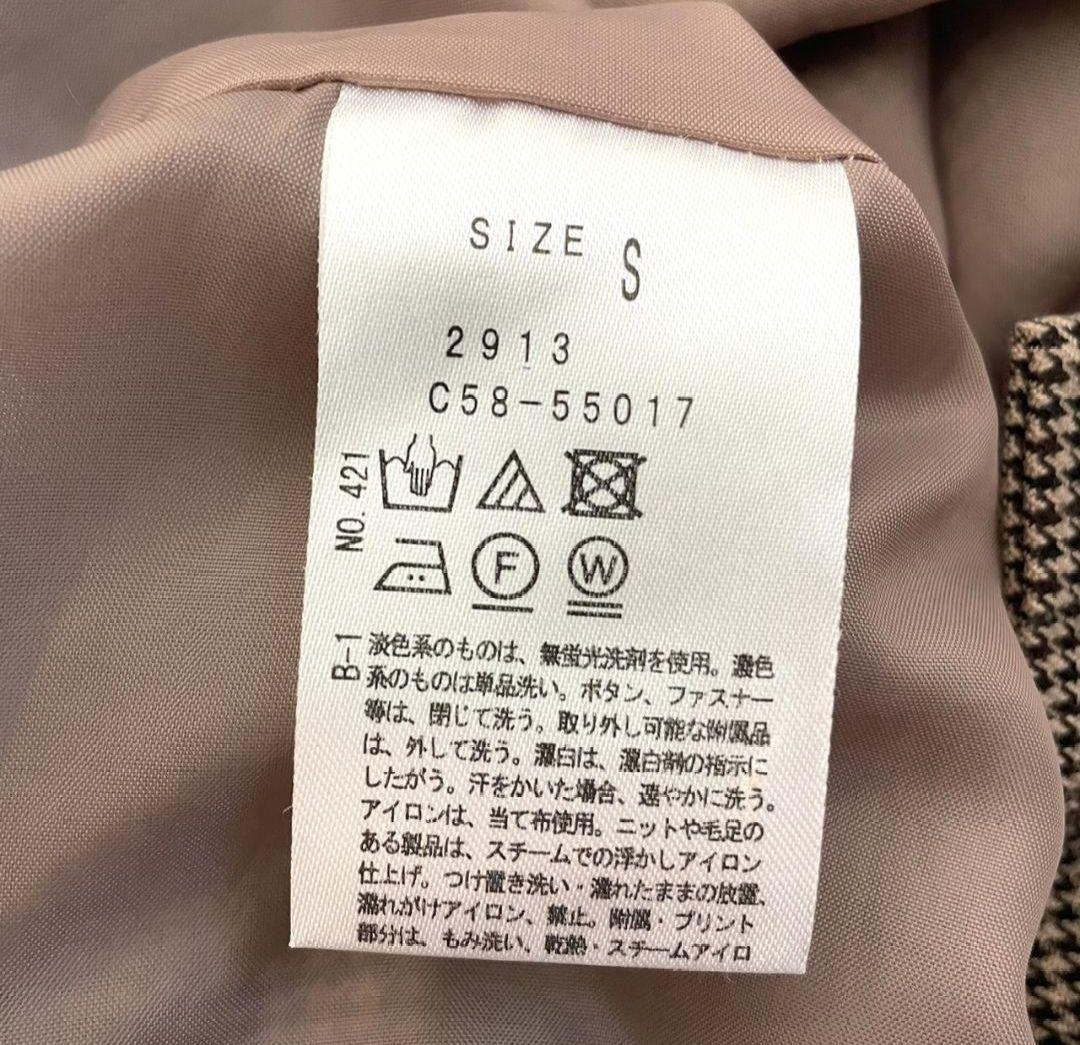 SIZE S
2913
C58-55017
NO. 421
F W
B-1
淡色系のものは、無蛍光洗剤を使用。濃色
系のものは単品洗い。ボタン、ファスナー
等は、閉じて洗う。取り外し可能な附属品
は、外して洗う。漂白は、漂白剤の指示に
したがう。汗をかいた場合、速やかに洗う。
アイロンは、当て布使用。ニットや毛足の
ある製品は、スチームでの浮かしアイロン
仕上げ。つけ置き洗い・濡れたままの放置、
濡れがけアイロン、禁止。附属・プリント
部分は、もみ洗い、乾熱・スチームアイロ